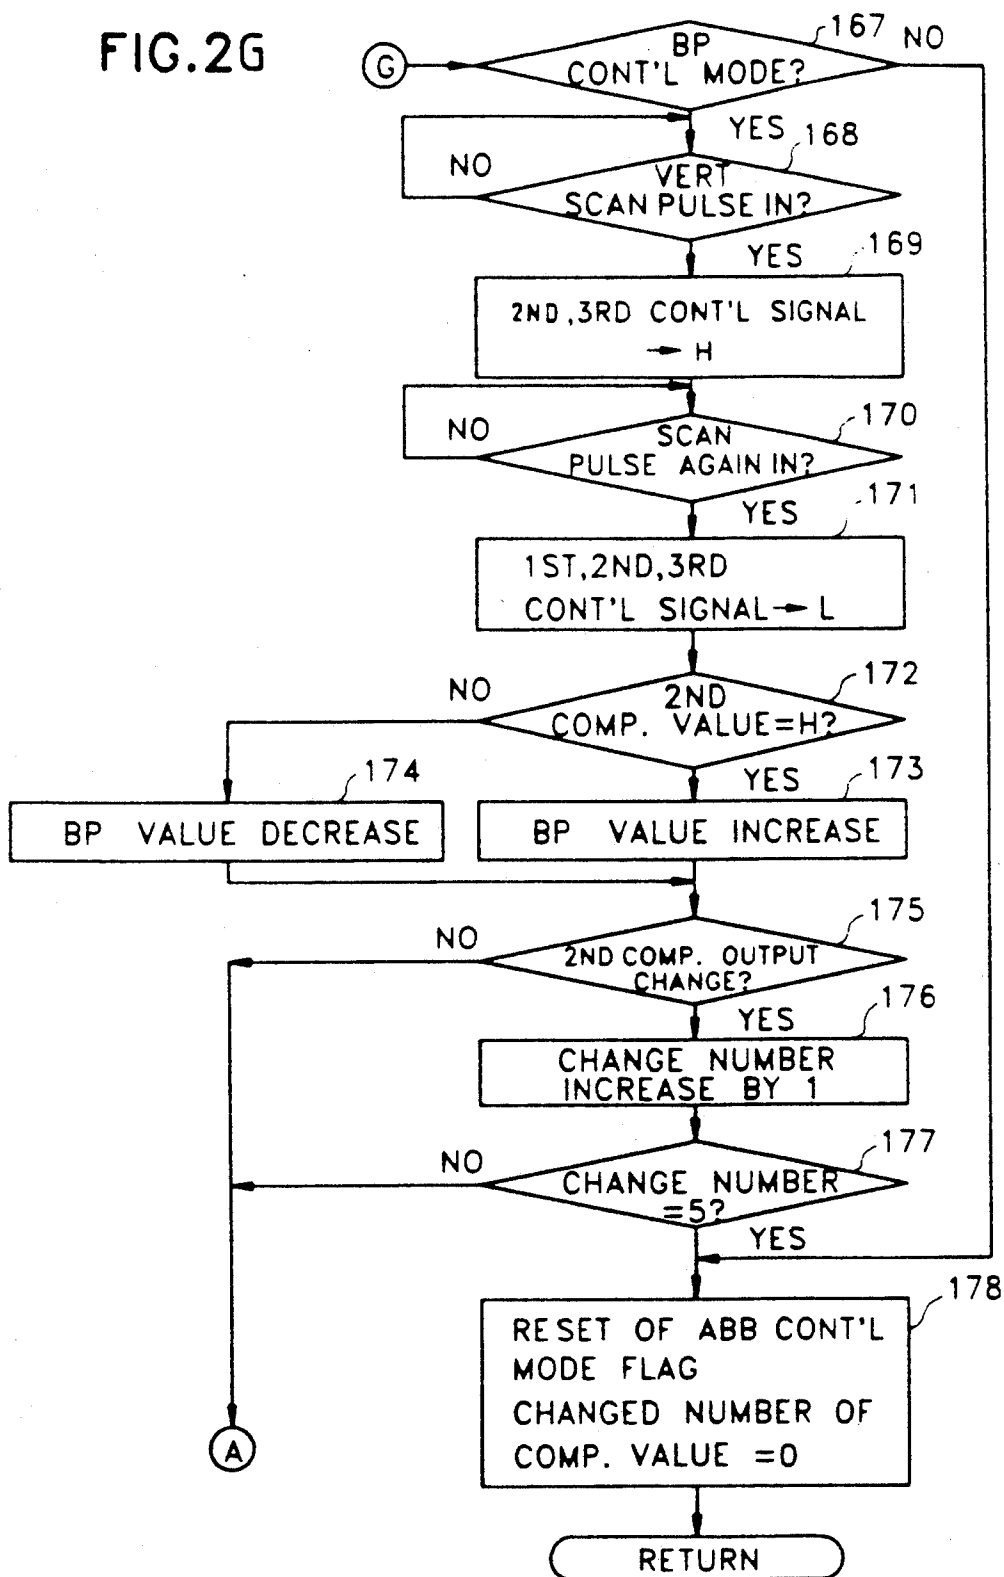 FIG.2G
G
BP
CONT'L MODE?
167
NO
YES
168
NO
VERT
SCAN PULSE IN?
YES
169
2ND,3RD CONT'L SIGNAL
→ H
170
NO
SCAN
PULSE AGAIN IN?
YES
171
1ST,2ND,3RD
CONT'L SIGNAL→ L
172
NO
2ND
COMP. VALUE=H?
174
YES
173
BP VALUE DECREASE
BP VALUE INCREASE
175
NO
2ND COMP. OUTPUT
CHANGE?
YES
176
CHANGE NUMBER
INCREASE BY 1
177
NO
CHANGE NUMBER
=5?
YES
178
RESET OF ABB CONT'L
MODE FLAG
CHANGED NUMBER OF
COMP. VALUE =0
A
RETURN